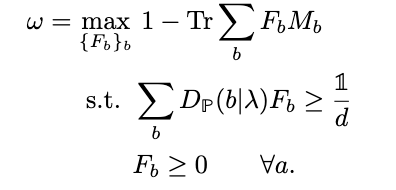 ω = max_{{F_b}_b} 1 − Tr ∑_b F_b M_b
s.t. ∑_b D_ℙ(b|λ)F_b ≥ 𝟙/d
F_b ≥ 0 ∀a.